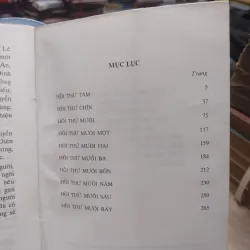 Lê
MỤC LỤC
Trang
HỒI THỨ TÁM 5
HỒI THỨ CHÍN 37
HỒI THỨ MƯỜI 75
HỒI THỨ MƯỜI MỘT 117
HỒI THỨ MƯỜI HAI 159
HỒI THỨ MƯỜI BA 184
HỒI THỨ MƯỜI BỐN 212
HỒI THỨ MƯỜI NĂM 230
HỒI THỨ MƯỜI SÁU 250
HỒI THỨ MƯỜI BẢY 265